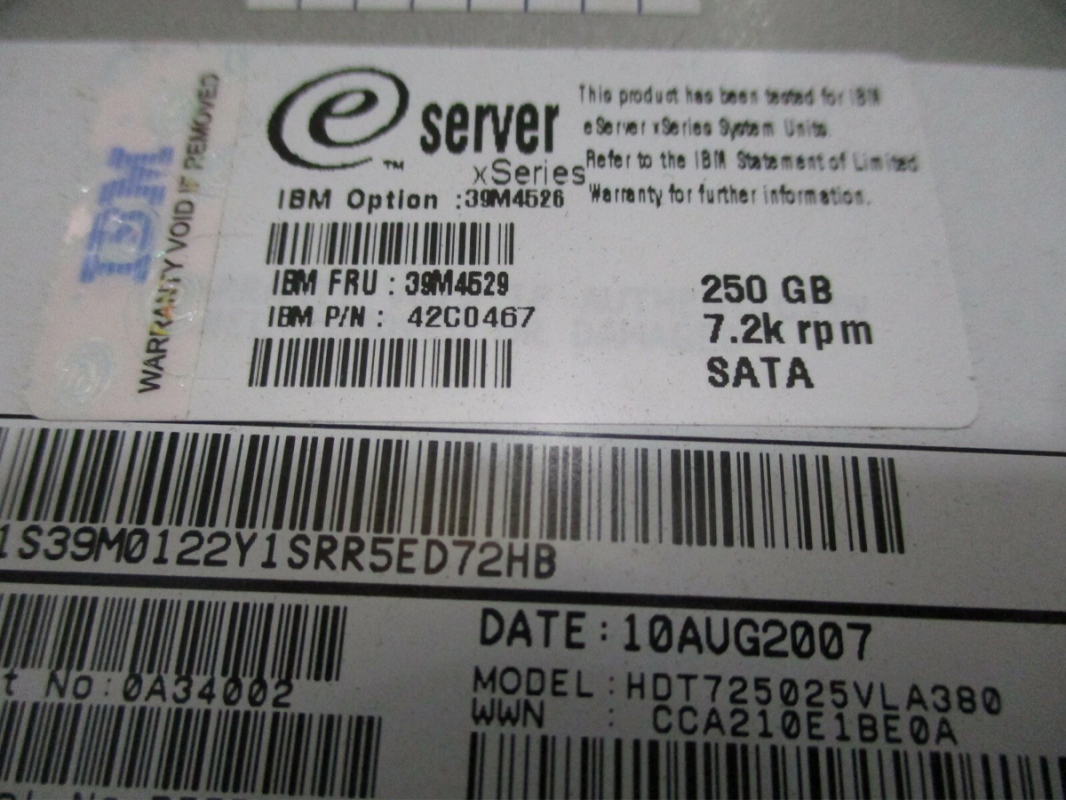 IBM
WARRANTY VOID IF REMOVED
e server
™
xSeries
This product has been tested for IBM
eServer xSeries System Units.
Refer to the IBM Statement of Limited
Warranty for further information.
IBM Option :39M4526
IBM FRU : 39M4529
IBM P/N : 42C0467
250 GB
7.2k rpm
SATA
1S39M0122Y1SRR5ED72HB
t No:0A34002
DATE:10AUG2007
MODEL:HDT725025VLA380
WWN : CCA210E1BE0A